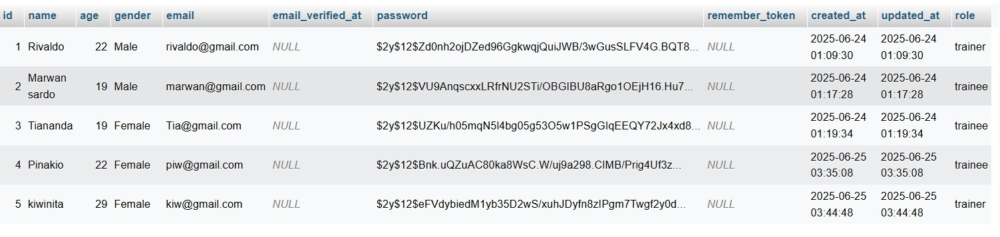 id name age gender email email_verified_at password remember_token created_at updated_at role
1 Rivaldo 22 Male rivaldo@gmail.com NULL $2y$12$Zd0nh2ojDZed96GgkwqjQuiJWB/3wGusSLFV4G.BQT8... NULL 2025-06-24 01:09:30 2025-06-24 01:09:30 trainer
2 Marwan sardo 19 Male marwan@gmail.com NULL $2y$12$VU9AnqscxxLRfrNU2STi/OBGIBU8aRgo1OEjH16.Hu7... NULL 2025-06-24 01:17:28 2025-06-24 01:17:28 trainee
3 Tiananda 19 Female Tia@gmail.com NULL $2y$12$UZKu/h05mqN5l4bg05g53O5w1PSgGlqEEQY72Jx4xd8... NULL 2025-06-24 01:19:34 2025-06-24 01:19:34 trainee
4 Pinakio 22 Female piw@gmail.com NULL $2y$12$Bnk.uQZuAC80ka8WsC.W/uj9a298.CIMB/Prig4Uf3z... NULL 2025-06-25 03:35:08 2025-06-25 03:35:08 trainee
5 kiwinita 29 Female kiw@gmail.com NULL $2y$12$eFVdybiedM1yb35D2wS/xuhJDyfn8zIPgm7Twgf2y0d... NULL 2025-06-25 03:44:48 2025-06-25 03:44:48 trainer